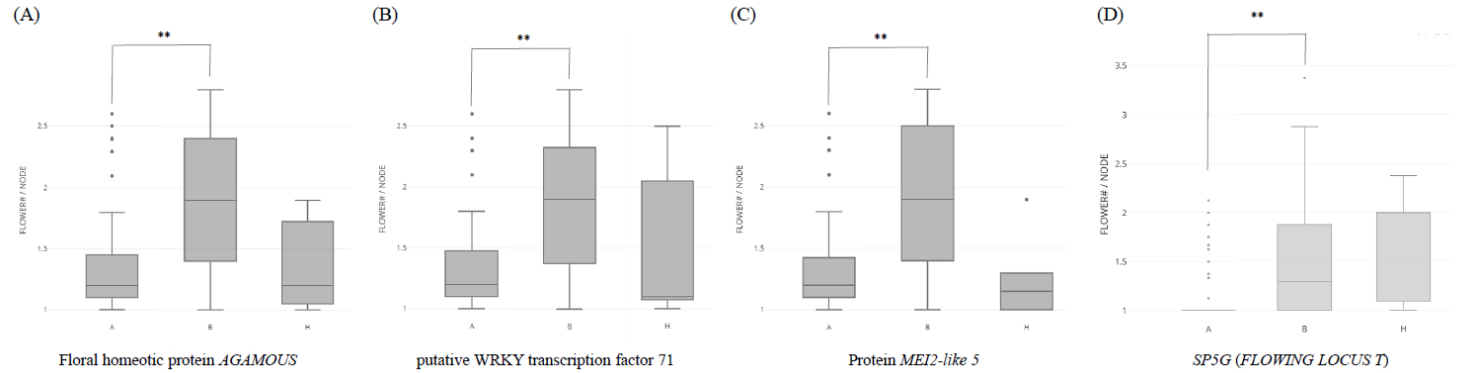 (A)
(B)
(C)
(D)
**
**
**
**
FLOWER# / NODE
2.5
2
1.5
1
A
B
H
FLOWER# / NODE
2.5
2
1.5
1
A
B
H
FLOWER# / NODE
2.5
2
1.5
1
A
B
H
FLOWER# / NODE
3.5
3
2.5
2
1.5
1
A
B
H
Floral homeotic protein AGAMOUS
putative WRKY transcription factor 71
Protein MEI2-like 5
SP5G (FLOWING LOCUS T)